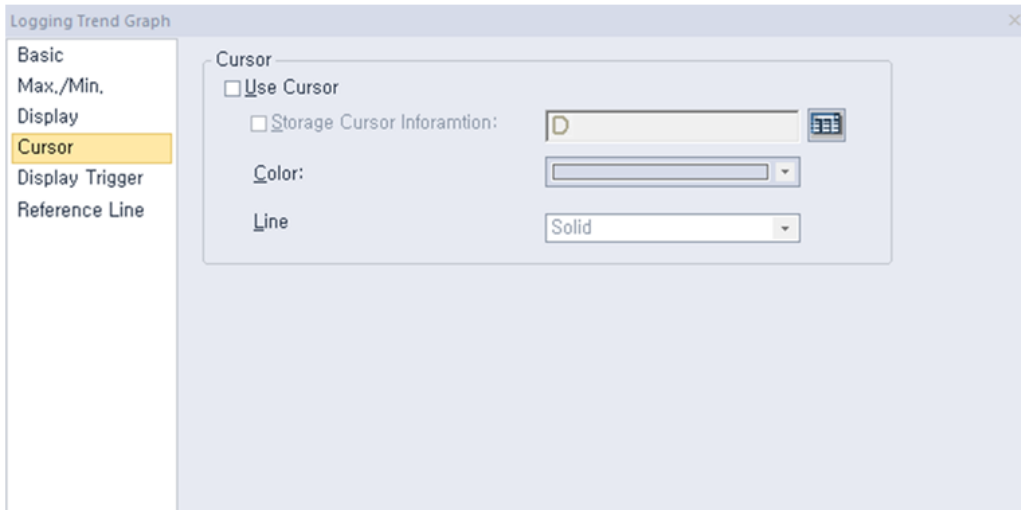 Logging Trend Graph
Basic
Max./Min.
Display
Cursor
Display Trigger
Reference Line
Cursor
Use Cursor
Storage Cursor Inforamtion:
D
Color:
Line
Solid